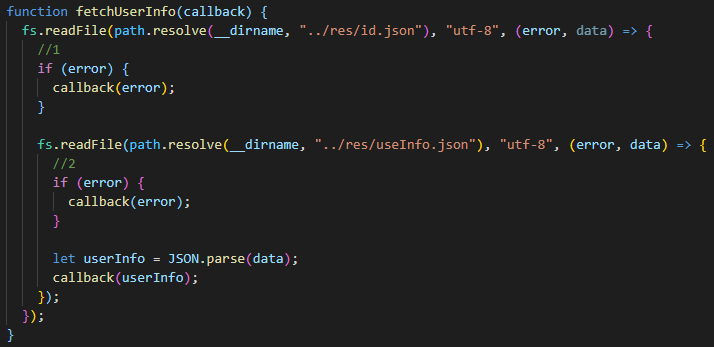 function fetchUserInfo(callback) {
  fs.readFile(path.resolve(__dirname, "../res/id.json"), "utf-8", (error, data) => {
    //1
    if (error) {
      callback(error);
    }

    fs.readFile(path.resolve(__dirname, "../res/useInfo.json"), "utf-8", (error, data) => {
      //2
      if (error) {
        callback(error);
      }

      let userInfo = JSON.parse(data);
      callback(userInfo);
    });
  });
}